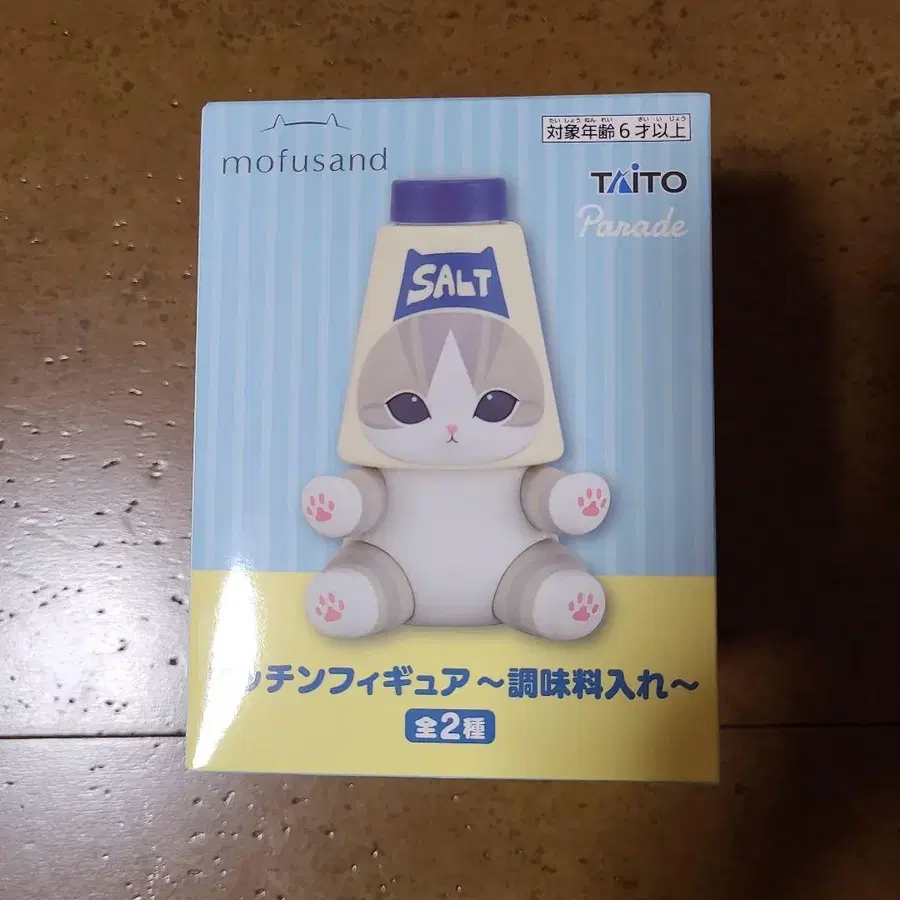 mofusand
たいしょうねんれい さいいじょう
対象年齢6才以上
TAITO
Parade
SALT
ッチンフィギュア〜調味料入れ〜
全2種